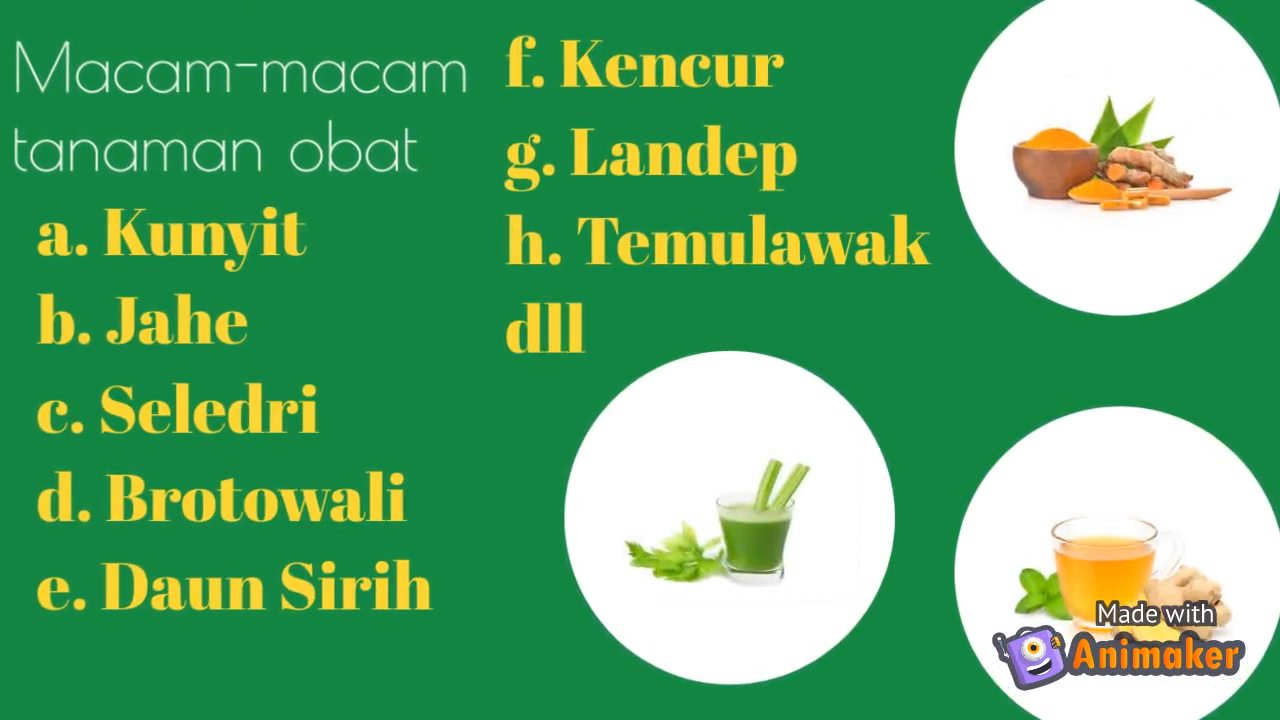 Macam-macam
tanaman obat
a. Kunyit
b. Jahe
c. Seledri
d. Brotowali
e. Daun Sirih
f. Kencur
g. Landep
h. Temulawak
dll
Made with
Animaker